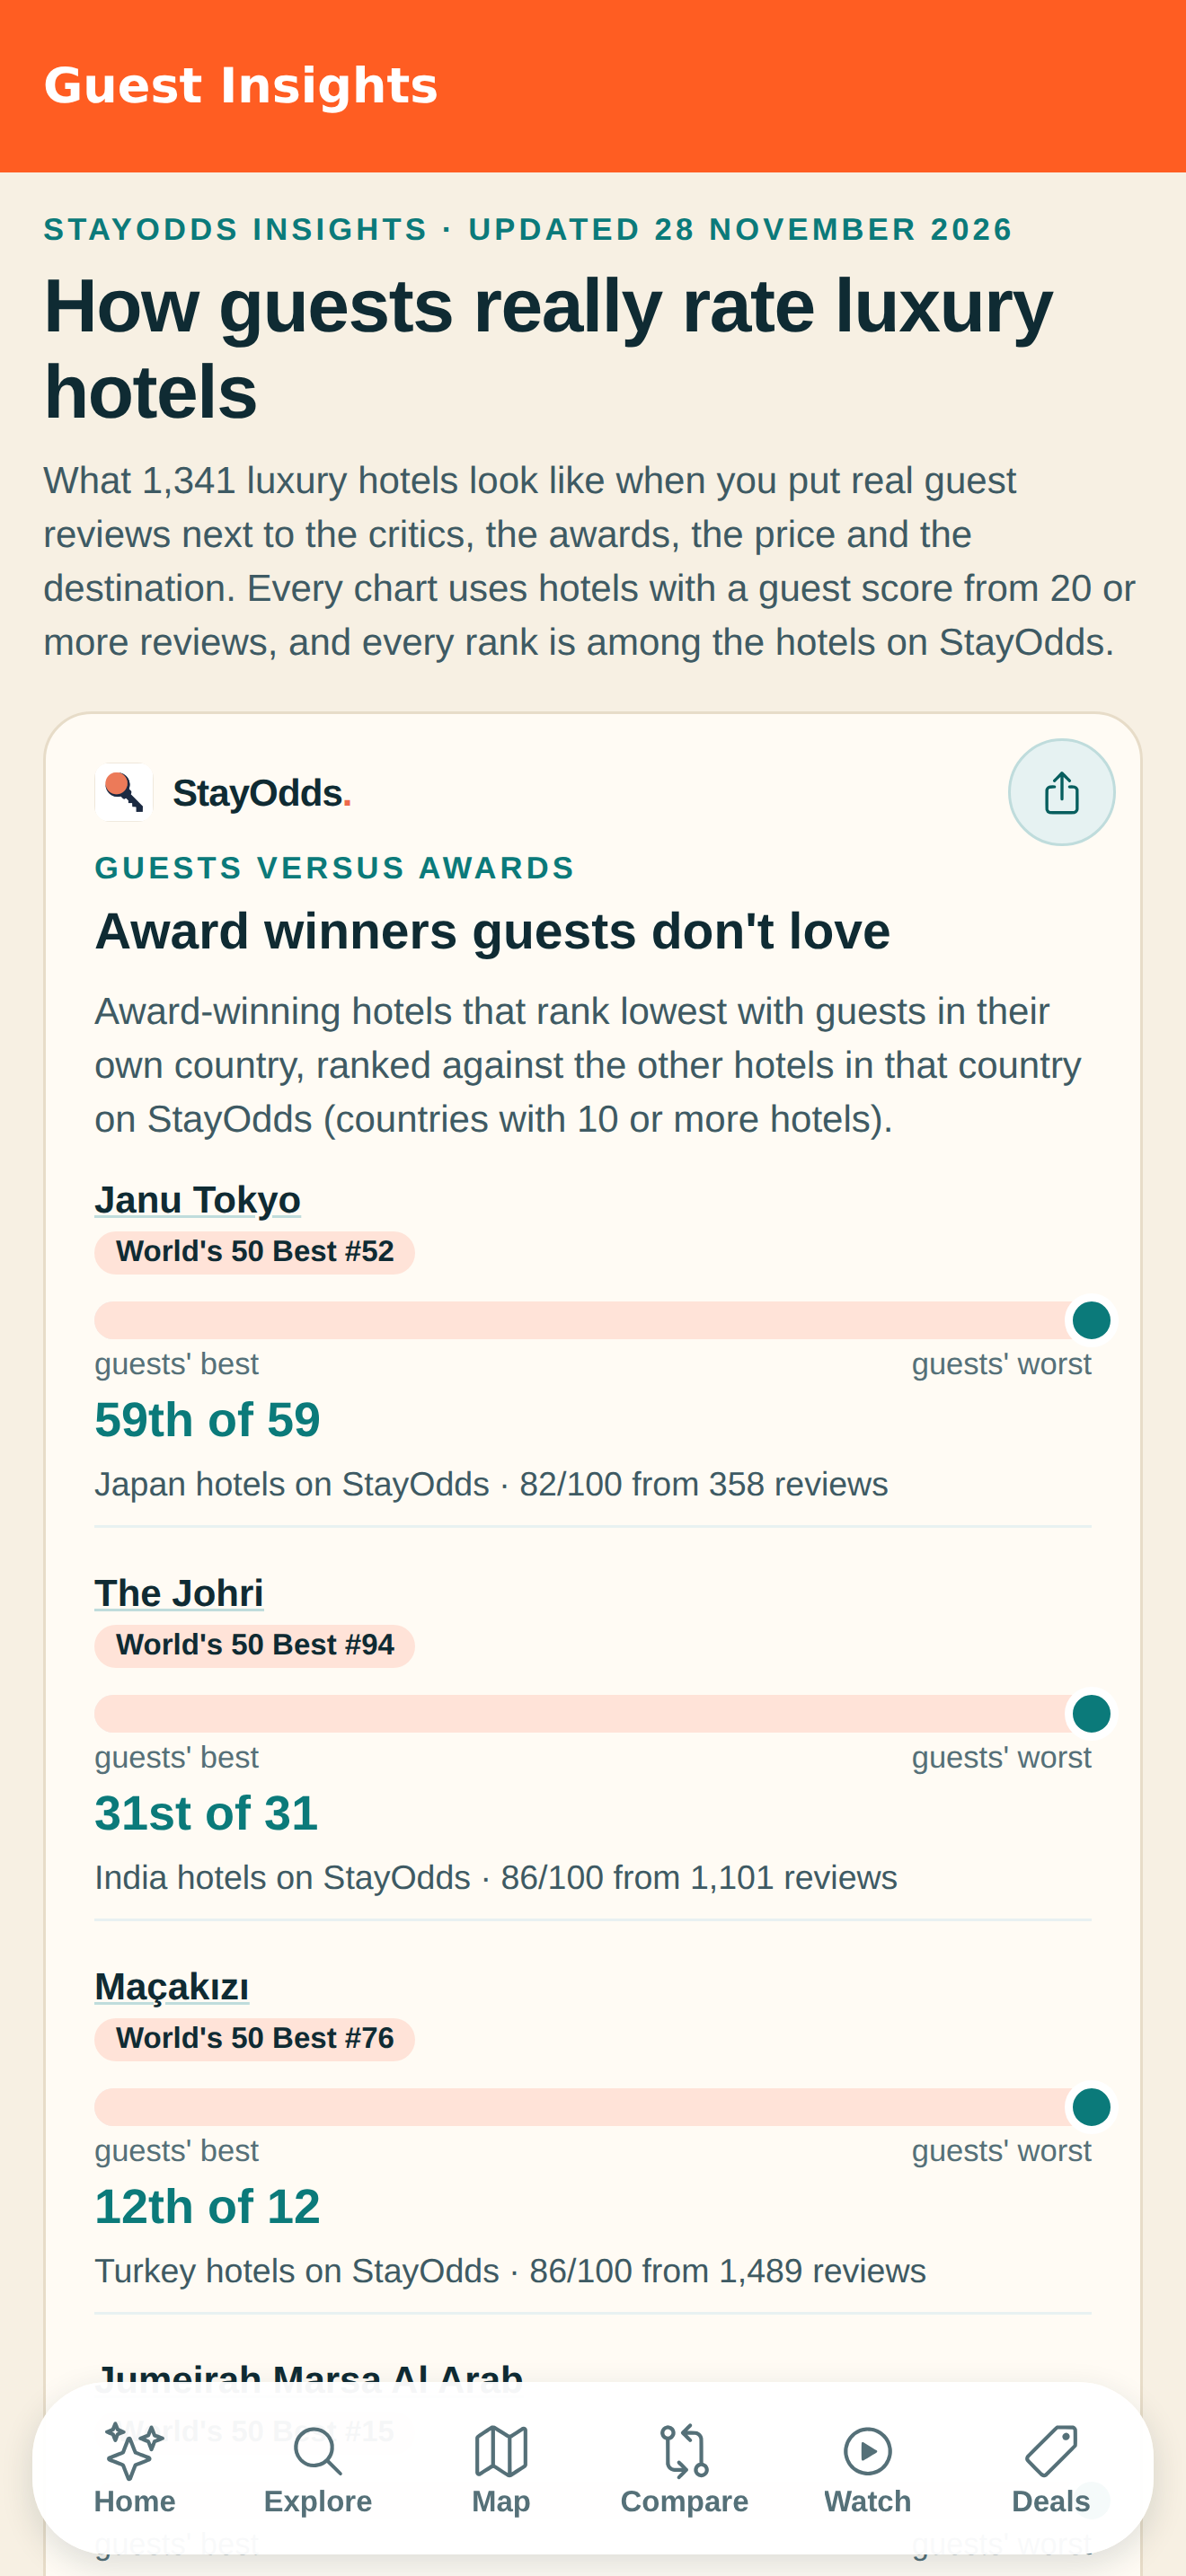 Guest Insights
STAYODDS INSIGHTS · UPDATED 28 NOVEMBER 2026
How guests really rate luxury
hotels
What 1,341 luxury hotels look like when you put real guest
reviews next to the critics, the awards, the price and the
destination. Every chart uses hotels with a guest score from 20 or
more reviews, and every rank is among the hotels on StayOdds.
StayOdds.
GUESTS VERSUS AWARDS
Award winners guests don't love
Award-winning hotels that rank lowest with guests in their
own country, ranked against the other hotels in that country
on StayOdds (countries with 10 or more hotels).
Janu Tokyo
World's 50 Best #52
guests' best guests' worst
59th of 59
Japan hotels on StayOdds · 82/100 from 358 reviews
The Johri
World's 50 Best #94
guests' best guests' worst
31st of 31
India hotels on StayOdds · 86/100 from 1,101 reviews
Maçakızı
World's 50 Best #76
guests' best guests' worst
12th of 12
Turkey hotels on StayOdds · 86/100 from 1,489 reviews
Jumeirah Marsa Al Arab
World's 50 Best #15
Home Explore Map Compare Watch Deals
guests' best guests' worst